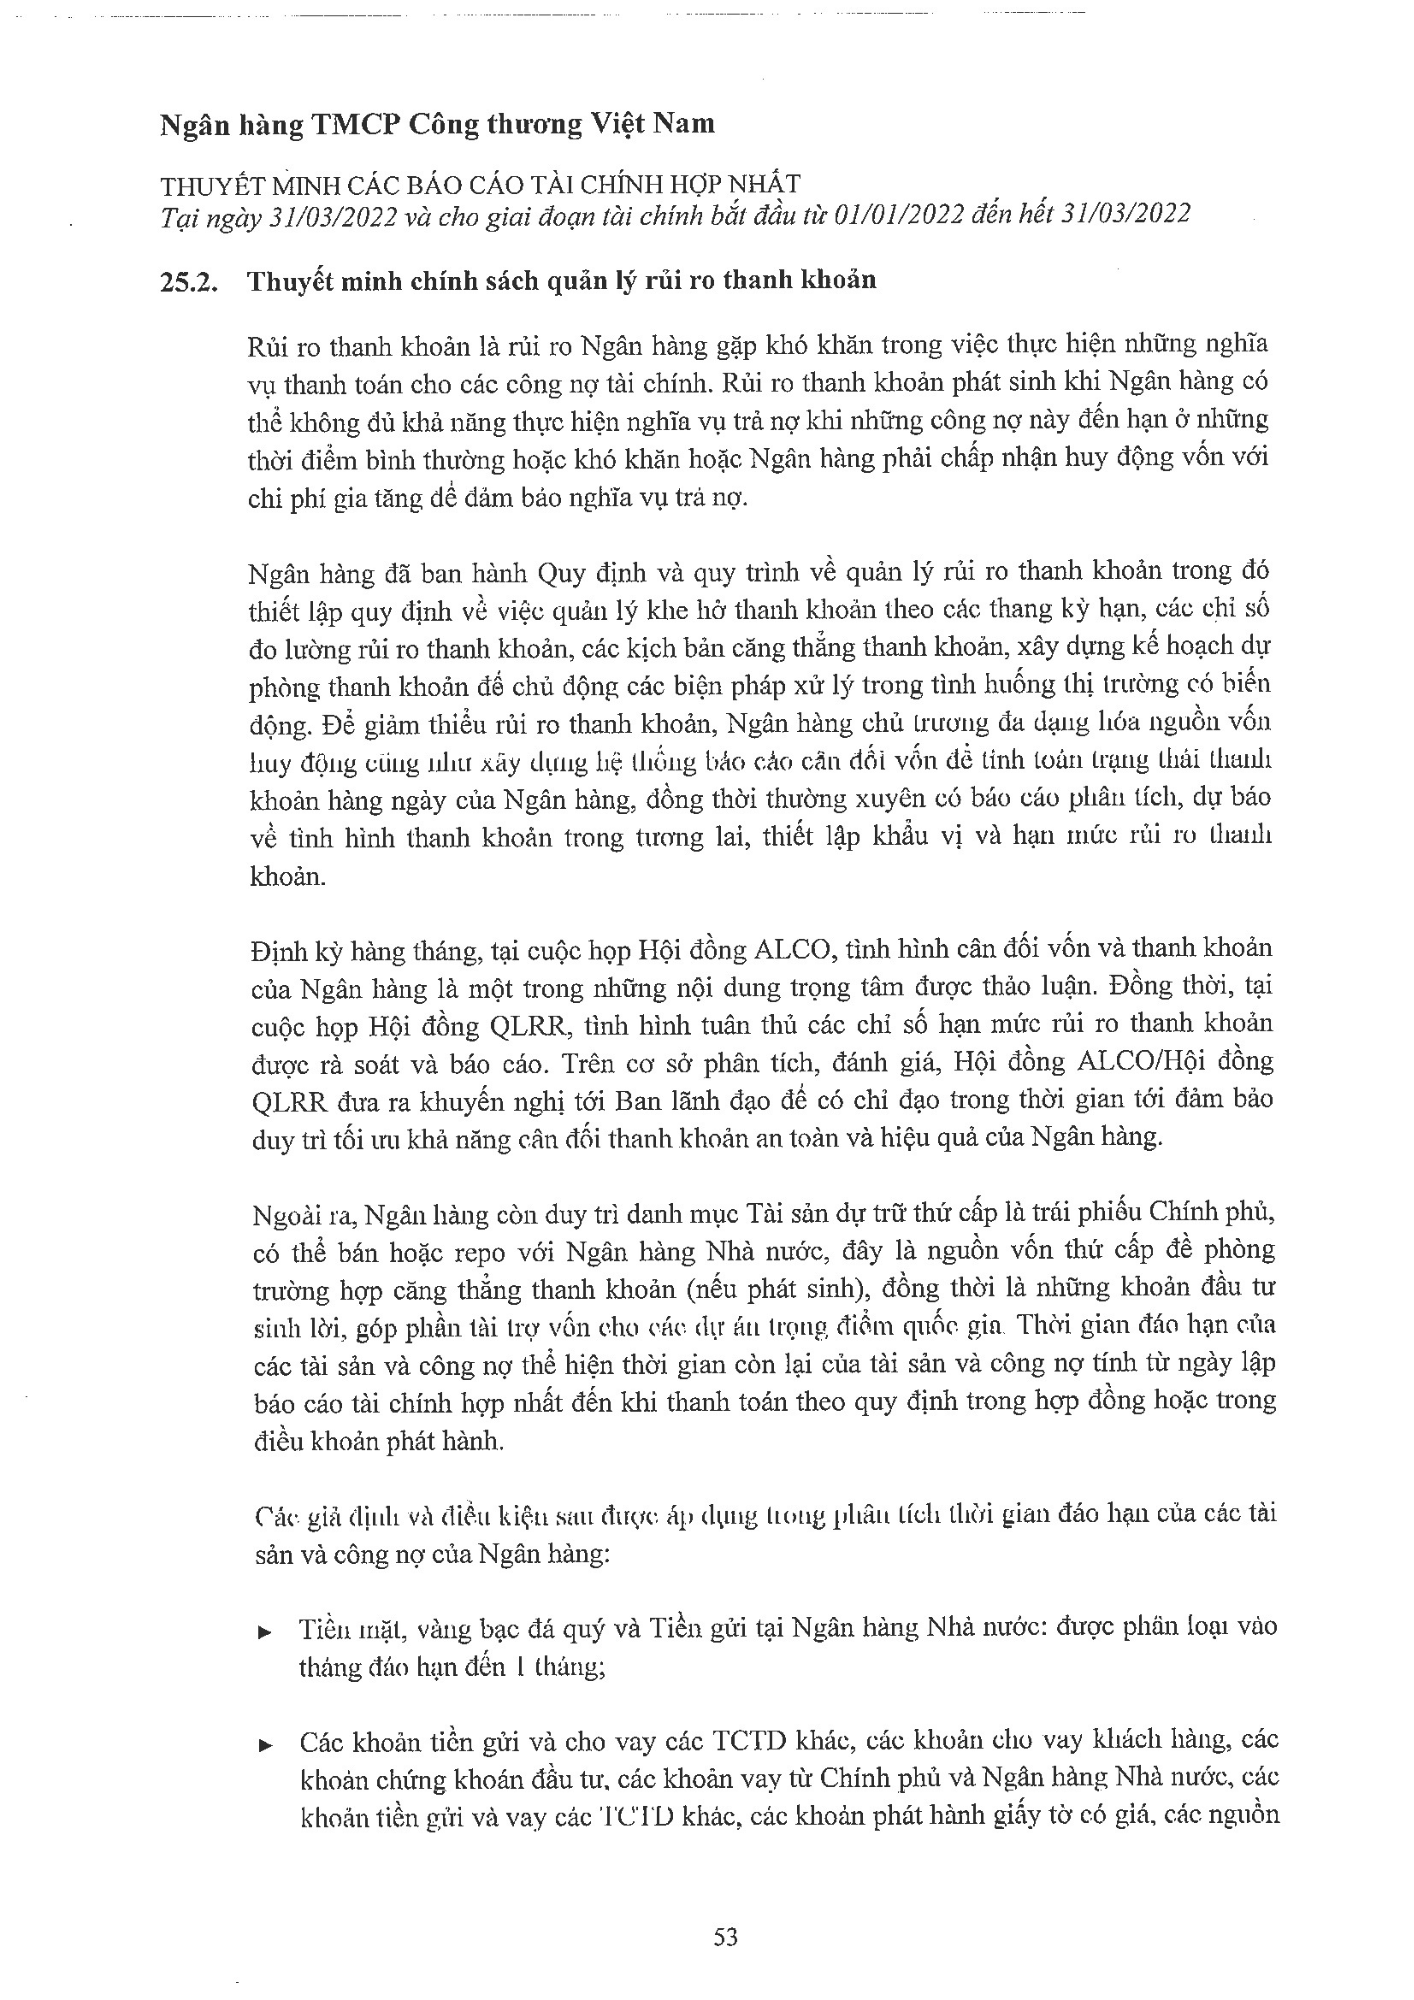 Ngân hàng TMCP Công thương Việt Nam
THUYẾT MINH CÁC BÁO CÁO TÀI CHÍNH HỢP NHẤT
Tại ngày 31/03/2022 và cho giai đoạn tài chính bắt đầu từ 01/01/2022 đến hết 31/03/2022
25.2. Thuyết minh chính sách quản lý rủi ro thanh khoản
Rủi ro thanh khoản là rủi ro Ngân hàng gặp khó khăn trong việc thực hiện những nghĩa
vụ thanh toán cho các công nợ tài chính. Rủi ro thanh khoản phát sinh khi Ngân hàng có
thể không đủ khả năng thực hiện nghĩa vụ trả nợ khi những công nợ này đến hạn ở những
thời điểm bình thường hoặc khó khăn hoặc Ngân hàng phải chấp nhận huy động vốn với
chi phí gia tăng để đảm bảo nghĩa vụ trả nợ.
Ngân hàng đã ban hành Quy định và quy trình về quản lý rủi ro thanh khoản trong đó
thiết lập quy định về việc quản lý khe hở thanh khoản theo các thang kỳ hạn, các chỉ số
đo lường rủi ro thanh khoản, các kịch bản căng thẳng thanh khoản, xây dựng kế hoạch dự
phòng thanh khoản để chủ động các biện pháp xử lý trong tình huống thị trường có biến
động. Để giảm thiểu rủi ro thanh khoản, Ngân hàng chủ trương đa dạng hóa nguồn vốn
huy động cũng như xây dựng hệ thống báo cáo cân đối vốn để tính toán trạng thái thanh
khoản hàng ngày của Ngân hàng, đồng thời thường xuyên có báo cáo phân tích, dự báo
về tình hình thanh khoản trong tương lai, thiết lập khẩu vị và hạn mức rủi ro thanh
khoản.
Định kỳ hàng tháng, tại cuộc họp Hội đồng ALCO, tình hình cân đối vốn và thanh khoản
của Ngân hàng là một trong những nội dung trọng tâm được thảo luận. Đồng thời, tại
cuộc họp Hội đồng QLRR, tình hình tuân thủ các chỉ số hạn mức rủi ro thanh khoản
được rà soát và báo cáo. Trên cơ sở phân tích, đánh giá, Hội đồng ALCO/Hội đồng
QLRR đưa ra khuyến nghị tới Ban lãnh đạo để có chỉ đạo trong thời gian tới đảm bảo
duy trì tối ưu khả năng cân đối thanh khoản an toàn và hiệu quả của Ngân hàng.
Ngoài ra, Ngân hàng còn duy trì danh mục Tài sản dự trữ thứ cấp là trái phiếu Chính phủ,
có thể bán hoặc repo với Ngân hàng Nhà nước, đây là nguồn vốn thứ cấp đề phòng
trường hợp căng thẳng thanh khoản (nếu phát sinh), đồng thời là những khoản đầu tư
sinh lời, góp phần tài trợ vốn cho các dự án trọng điểm quốc gia. Thời gian đáo hạn của
các tài sản và công nợ thể hiện thời gian còn lại của tài sản và công nợ tính từ ngày lập
báo cáo tài chính hợp nhất đến khi thanh toán theo quy định trong hợp đồng hoặc trong
điều khoản phát hành.
Các giả định và điều kiện sau được áp dụng trong phân tích thời gian đáo hạn của các tài
sản và công nợ của Ngân hàng:
► Tiền mặt, vàng bạc đá quý và Tiền gửi tại Ngân hàng Nhà nước: được phân loại vào
tháng đáo hạn đến 1 tháng;
► Các khoản tiền gửi và cho vay các TCTD khác, các khoản cho vay khách hàng, các
khoản chứng khoán đầu tư, các khoản vay từ Chính phủ và Ngân hàng Nhà nước, các
khoản tiền gửi và vay các TCTD khác, các khoản phát hành giấy tờ có giá, các nguồn
53